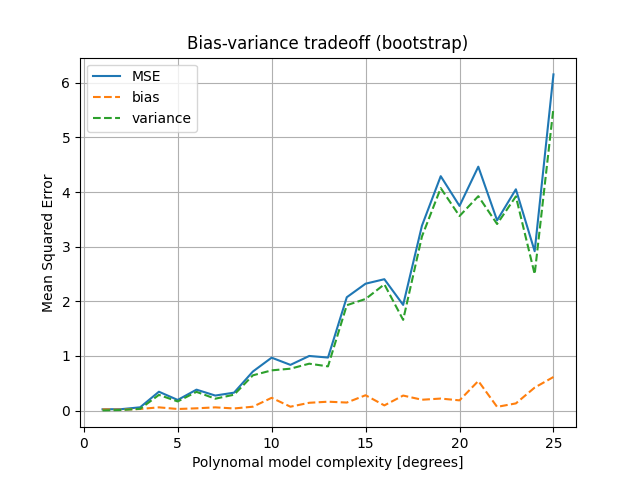 Bias-variance tradeoff (bootstrap)
MSE
bias
variance
Mean Squared Error
6
5
4
3
2
1
0
0
5
10
15
20
25
Polynomal model complexity [degrees]